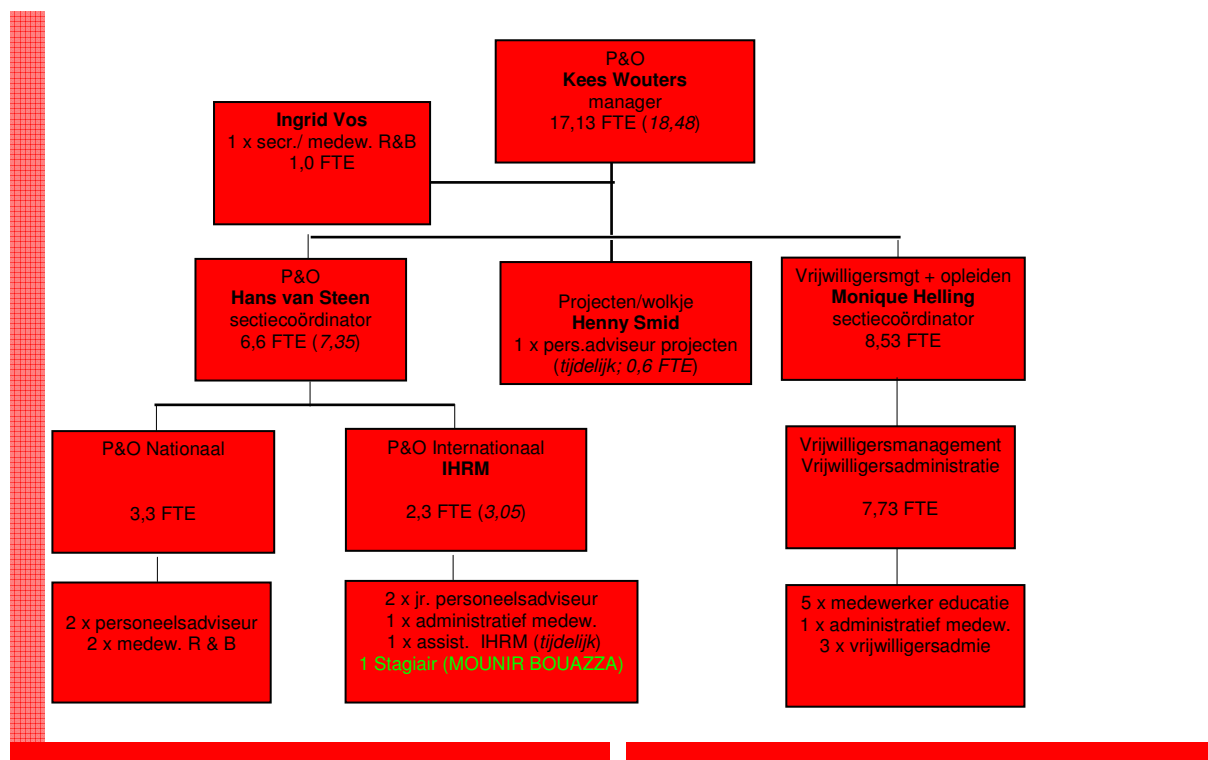 P&O
Kees Wouters
manager
17,13 FTE (18,48)
Ingrid Vos
1 x secr./ medew. R&B
1,0 FTE
P&O
Hans van Steen
sectiecoördinator
6,6 FTE (7,35)
Projecten/wolkje
Henny Smid
1 x pers.adviseur projecten
(tijdelijk; 0,6 FTE)
Vrijwilligersmgt + opleiden
Monique Helling
sectiecoördinator
8,53 FTE
P&O Nationaal
3,3 FTE
P&O Internationaal
IHRM
2,3 FTE (3,05)
Vrijwilligersmanagement
Vrijwilligersadministratie
7,73 FTE
2 x personeelsadviseur
2 x medew. R & B
2 x jr. personeelsadviseur
1 x administratief medew.
1 x assist. IHRM (tijdelijk)
1 Stagiair (MOUNIR BOUAZZA)
5 x medewerker educatie
1 x administratief medew.
3 x vrijwilligersadmie